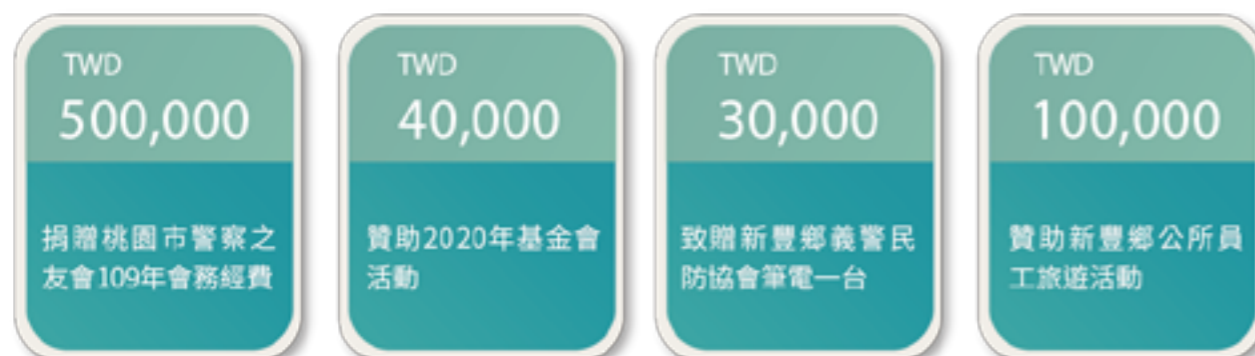 TWD
500,000
捐贈桃園市警察之
友會109年會務經費
TWD
40,000
贊助2020年基金會
活動
TWD
30,000
致贈新豐鄉義警民
防協會筆電一台
TWD
100,000
贊助新豐鄉公所員
工旅遊活動